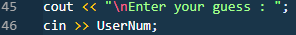 45 cout << "\nEnter your guess : ";
46 cin >> UserNum;